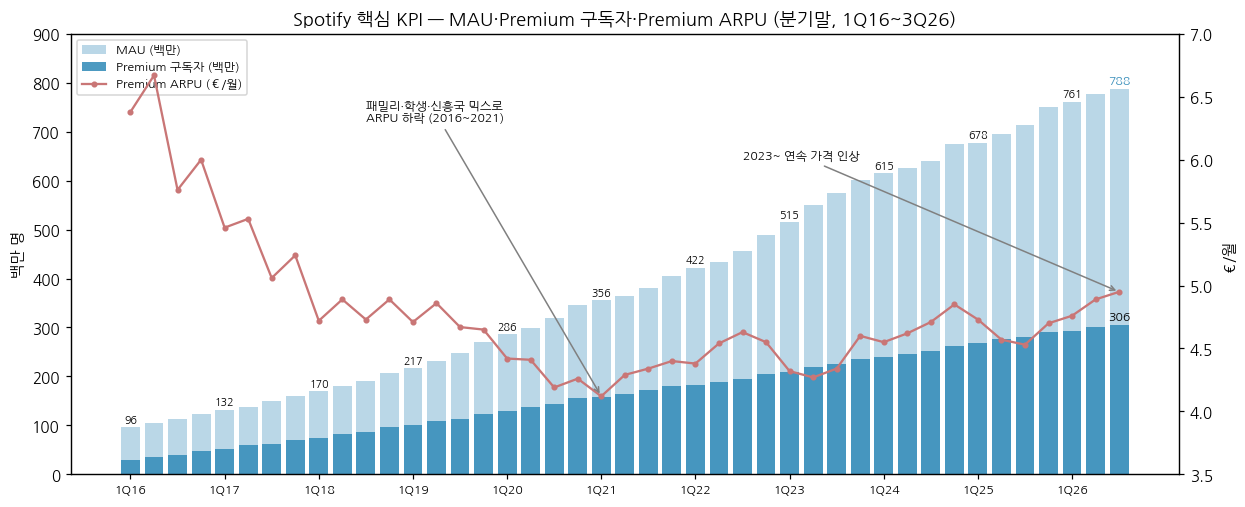 Spotify 핵심 KPI — MAU·Premium 구독자·Premium ARPU (분기말, 1Q16~3Q26)
MAU (백만)
Premium 구독자 (백만)
Premium ARPU (€/월)
패밀리·학생·신흥국 믹스로
ARPU 하락 (2016~2021)
2023~ 연속 가격 인상
백만 명
€/월
900
800
700
600
500
400
300
200
100
0
7.0
6.5
6.0
5.5
5.0
4.5
4.0
3.5
96
132
170
217
286
356
422
515
615
678
761
788
306
1Q16
1Q17
1Q18
1Q19
1Q20
1Q21
1Q22
1Q23
1Q24
1Q25
1Q26